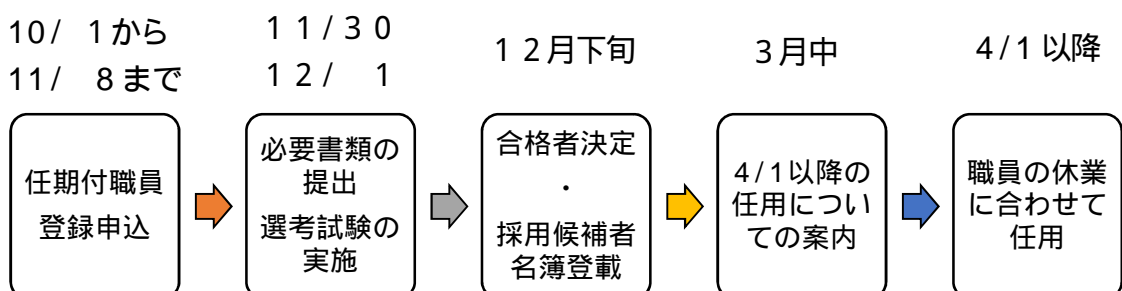 10/ 1から
11/ 8まで
11/30
12/ 1
12月下旬
3月中
4/1以降
任期付職員
登録申込
必要書類の
提出
選考試験の
実施
合格者決定
・
採用候補者
名簿登載
4/1以降の
任用につい
ての案内
職員の休業
に合わせて
任用